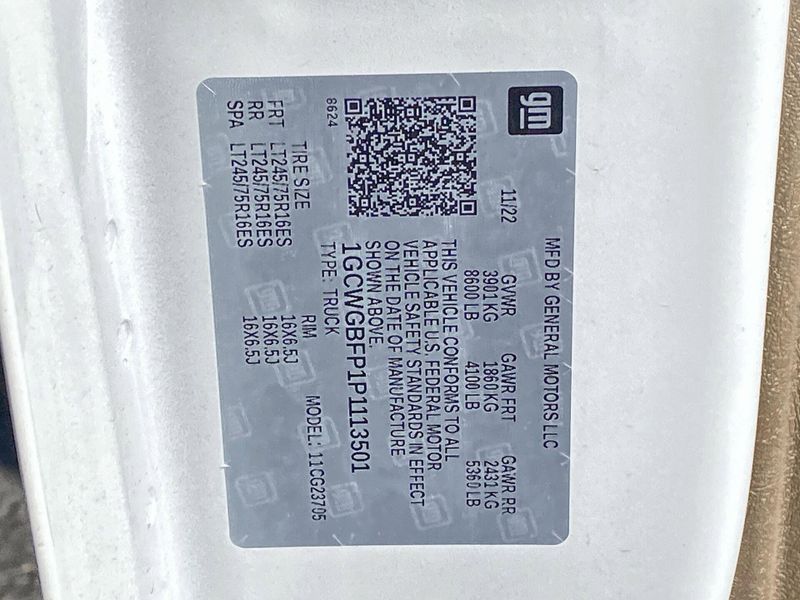 gm
MFD BY GENERAL MOTORS LLC
11/22 GVWR GAWR FRT GAWR RR
3901 KG 1860 KG 2431 KG
8600 LB 4100 LB 5360 LB
THIS VEHICLE CONFORMS TO ALL
APPLICABLE U.S. FEDERAL MOTOR
VEHICLE SAFETY STANDARDS IN EFFECT
ON THE DATE OF MANUFACTURE
SHOWN ABOVE.
1GCWGBFP1P1113501
8624 TYPE: TRUCK MODEL: 11CG23705
TIRE SIZE RIM
FRT LT245/75R16ES 16X6.5J
RR LT245/75R16ES 16X6.5J
SPA LT245/75R16ES 16X6.5J